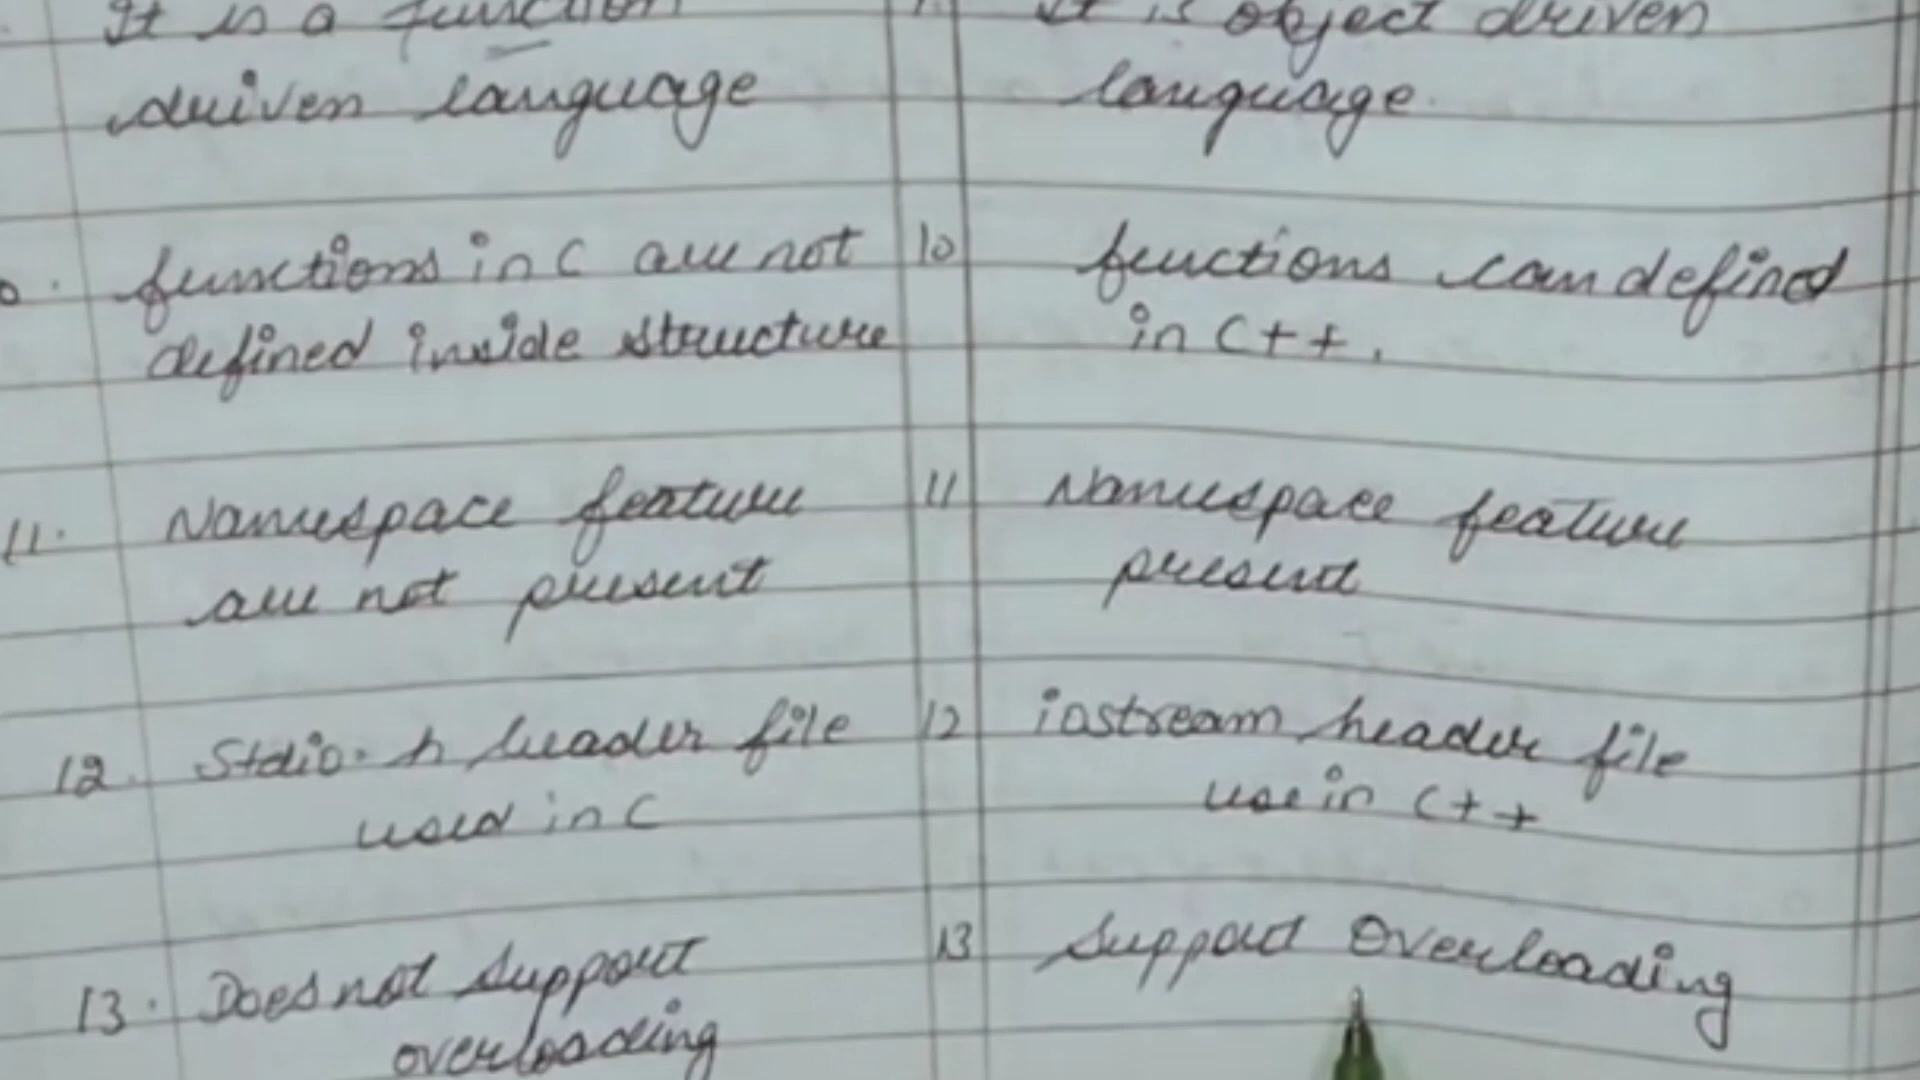 It is a function
driven language
It is object driven
language.
functions in C are not
defined inside structure
10 functions can defined
in C++.
11. Namespace feature
are not present
11 Namespace feature
present
12. Stdio.h header file
used in C
12 iostream header file
use in C++
13. Does not support
overloading
13 Support Overloading